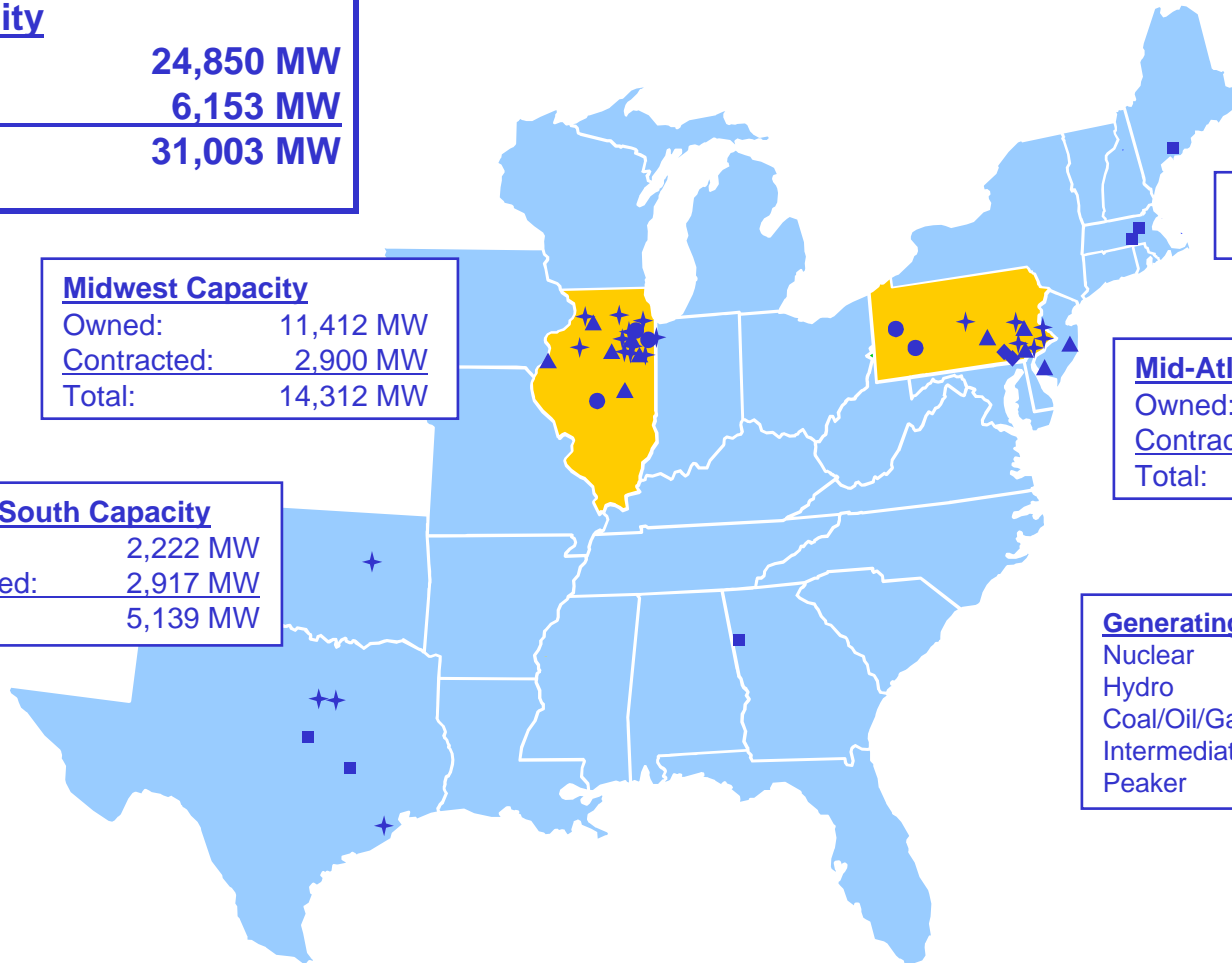 ity
24,850 MW
6,153 MW
31,003 MW
Midwest Capacity
Owned: 11,412 MW
Contracted: 2,900 MW
Total: 14,312 MW
Mid-Atl
Owned:
Contrac
Total:
South Capacity
2,222 MW
ed: 2,917 MW
5,139 MW
Generating
Nuclear
Hydro
Coal/Oil/Ga
Intermediat
Peaker